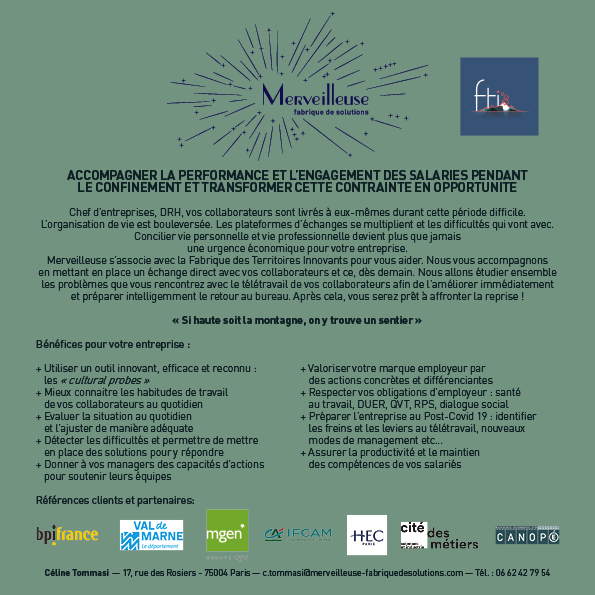 Merveilleuse
fabrique de solutions
fti
ACCOMPAGNER LA PERFORMANCE ET L'ENGAGEMENT DES SALARIES PENDANT
LE CONFINEMENT ET TRANSFORMER CETTE CONTRAINTE EN OPPORTUNITE
Chef d'entreprises, DRH, vos collaborateurs sont livrés à eux-mêmes durant cette période difficile.
L'organisation de vie est bouleversée. Les plateformes d'échanges se multiplient et les difficultés qui vont avec.
Concilier vie personnelle et vie professionnelle devient plus que jamais
une urgence économique pour votre entreprise.
Merveilleuse s'associe avec la Fabrique des Territoires Innovants pour vous aider. Nous vous accompagnons
en mettant en place un échange direct avec vos collaborateurs et ce, dès demain. Nous allons étudier ensemble
les problèmes que vous rencontrez avec le télétravail de vos collaborateurs afin de l'améliorer immédiatement
et préparer intelligemment le retour au bureau. Après cela, vous serez prêt à affronter la reprise !
« Si haute soit la montagne, on y trouve un sentier »
Bénéfices pour votre entreprise :
+ Utiliser un outil innovant, efficace et reconnu :
les « cultural probes »
+ Mieux connaitre les habitudes de travail
de vos collaborateurs au quotidien
+ Evaluer la situation au quotidien
et l'ajuster de manière adéquate
+ Détecter les difficultés et permettre de mettre
en place des solutions pour y répondre
+ Donner à vos managers des capacités d'actions
pour soutenir leurs équipes
+ Valoriser votre marque employeur par
des actions concrètes et différenciantes
+ Respecter vos obligations d'employeur : santé
au travail, DUER, QVT, RPS, dialogue social
+ Préparer l'entreprise au Post-Covid 19 : identifier
les freins et les leviers au télétravail, nouveaux
modes de management etc...
+ Assurer la productivité et le maintien
des compétences de vos salariés
Références clients et partenaires:
bpifrance
VAL de
MARNE
Le département
mgen
GROUPE
CA IFCAM
HEC
PARIS
cité des
métiers
CANOPÉ
Céline Tommasi — 17, rue des Rosiers - 75004 Paris — c.tommasi@merveilleuse-fabriquedesolutions.com — Tél. : 06 62 42 79 54